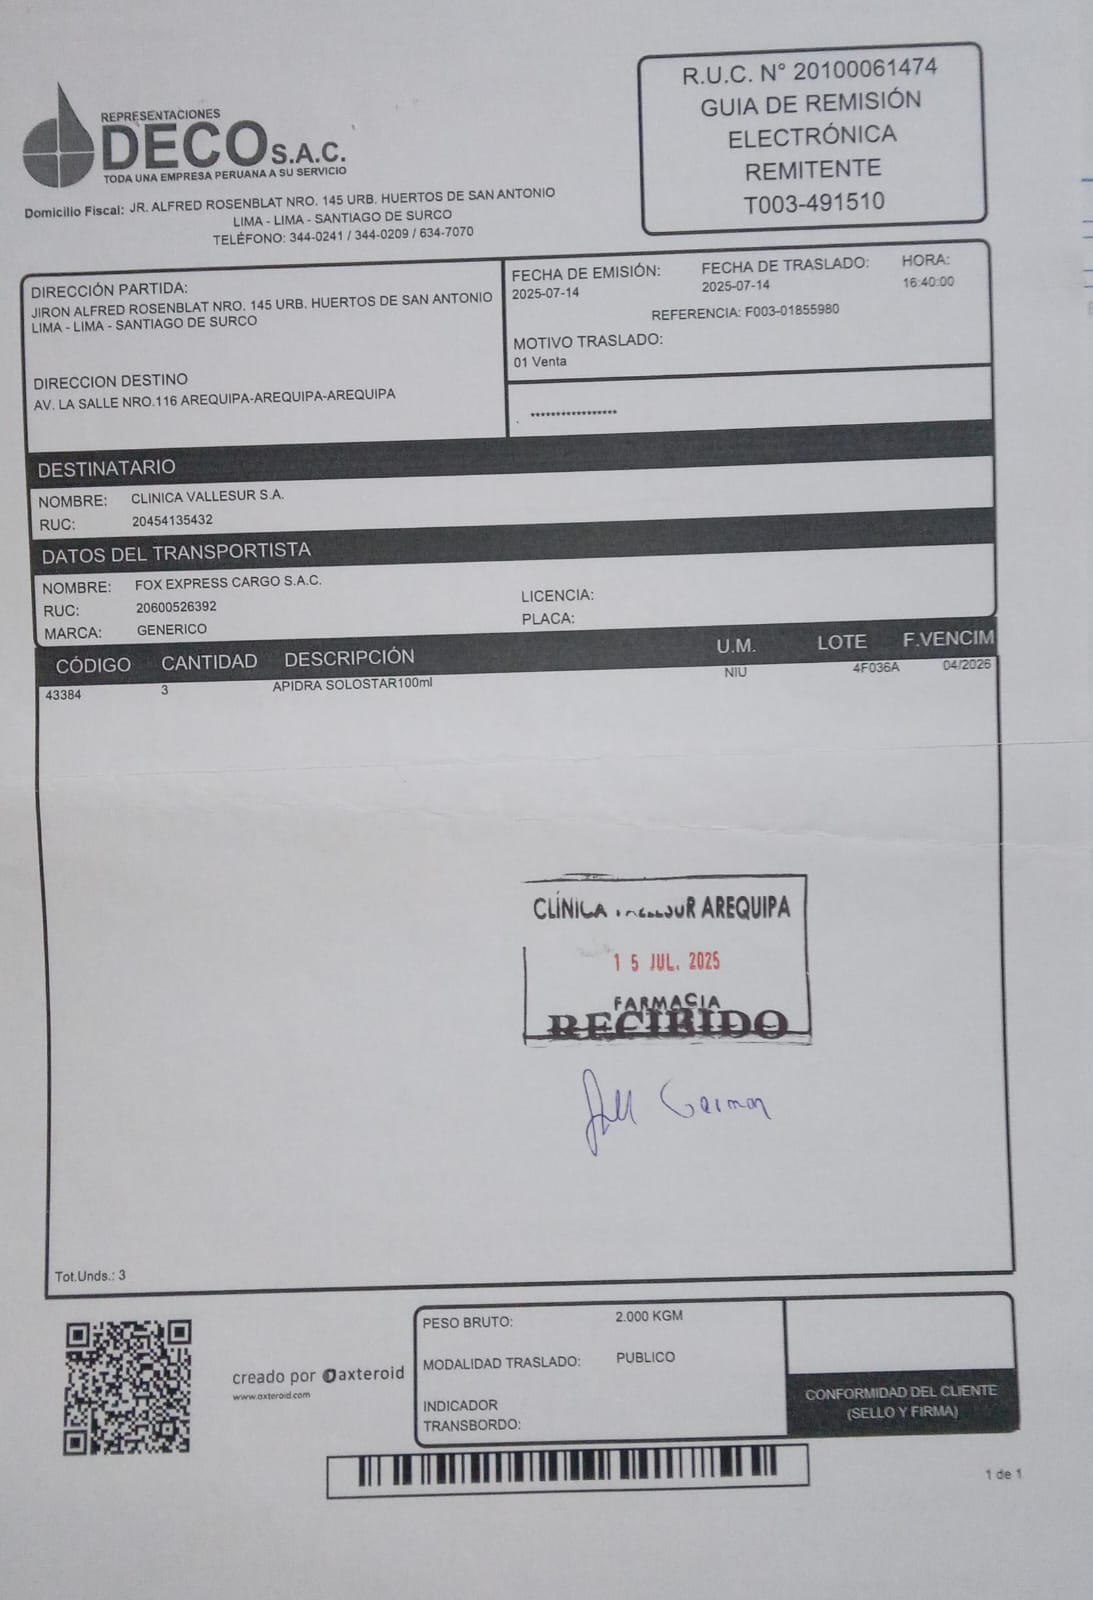 REPRESENTACIONES
DECO S.A.C.
TODA UNA EMPRESA PERUANA A SU SERVICIO
Domicilio Fiscal: JR. ALFRED ROSENBLAT NRO. 145 URB. HUERTOS DE SAN ANTONIO
LIMA - LIMA - SANTIAGO DE SURCO
TELÉFONO: 344-0241 / 344-0209 / 634-7070
R.U.C. N° 20100061474
GUIA DE REMISIÓN
ELECTRÓNICA
REMITENTE
T003-491510
DIRECCIÓN PARTIDA:
JIRON ALFRED ROSENBLAT NRO. 145 URB. HUERTOS DE SAN ANTONIO
LIMA - LIMA - SANTIAGO DE SURCO
DIRECCION DESTINO
AV. LA SALLE NRO.116 AREQUIPA-AREQUIPA-AREQUIPA
FECHA DE EMISIÓN: FECHA DE TRASLADO: HORA:
2025-07-14 2025-07-14 16:40:00
REFERENCIA: F003-01855980
MOTIVO TRASLADO:
01 Venta
*****************
DESTINATARIO
NOMBRE: CLINICA VALLESUR S.A.
RUC: 20454135432
DATOS DEL TRANSPORTISTA
NOMBRE: FOX EXPRESS CARGO S.A.C.
RUC: 20600526392 LICENCIA:
MARCA: GENERICO PLACA:
CÓDIGO CANTIDAD DESCRIPCIÓN U.M. LOTE F.VENCIM
43384 3 APIDRA SOLOSTAR100ml NIU 4F036A 04/2026
CLÍNICA AREQUIPA
15 JUL. 2025
FARMACIA
RECIBIDO
German
Tot.Unds.: 3
creado por axteroid
www.axteroid.com
PESO BRUTO: 2.000 KGM
MODALIDAD TRASLADO: PUBLICO
INDICADOR
TRANSBORDO:
CONFORMIDAD DEL CLIENTE
(SELLO Y FIRMA)
1 de 1